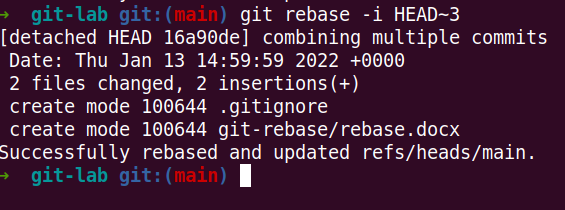 ➜ git-lab git:(main) git rebase -i HEAD~3
[detached HEAD 16a90de] combining multiple commits
Date: Thu Jan 13 14:59:59 2022 +0000
2 files changed, 2 insertions(+)
create mode 100644 .gitignore
create mode 100644 git-rebase/rebase.docx
Successfully rebased and updated refs/heads/main.
➜ git-lab git:(main)